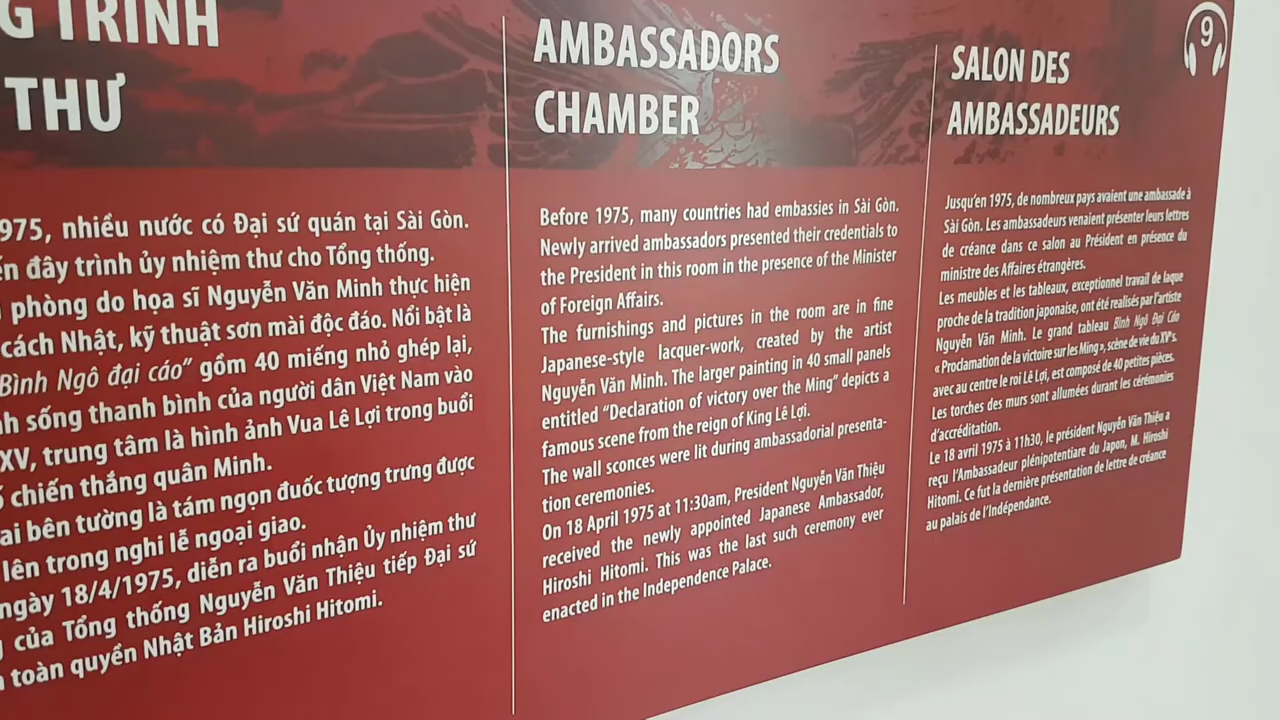 G TRÌNH
THƯ
1975, nhiều nước có Đại sứ quán tại Sài Gòn.
đây trình ủy nhiệm thư cho Tổng thống.
phòng do họa sĩ Nguyễn Văn Minh thực hiện
cách Nhật, kỹ thuật sơn mài độc đáo. Nổi bật là
Bình Ngô đại cáo” gồm 40 miếng nhỏ ghép lại,
sống thanh bình của người dân Việt Nam vào
XV, trung tâm là hình ảnh Vua Lê Lợi trong buổi
chiến thắng quân Minh.
bên tường là tám ngọn đuốc tượng trưng được
lên trong nghi lễ ngoại giao.
ngày 18/4/1975, diễn ra buổi nhận Ủy nhiệm thư
của Tổng thống Nguyễn Văn Thiệu tiếp Đại sứ
toàn quyền Nhật Bản Hiroshi Hitomi.
AMBASSADORS
CHAMBER
Before 1975, many countries had embassies in Sài Gòn.
Newly arrived ambassadors presented their credentials to
the President in this room in the presence of the Minister
of Foreign Affairs.
The furnishings and pictures in the room are in fine
Japanese-style lacquer-work, created by the artist
Nguyễn Văn Minh. The larger painting in 40 small panels
entitled “Declaration of victory over the Ming” depicts a
famous scene from the reign of King Lê Lợi.
The wall sconces were lit during ambassadorial presenta-
tion ceremonies.
On 18 April 1975 at 11:30am, President Nguyễn Văn Thiệu
received the newly appointed Japanese Ambassador,
Hiroshi Hitomi. This was the last such ceremony ever
enacted in the Independence Palace.
9
SALON DES
AMBASSADEURS
Jusqu’en 1975, de nombreux pays avaient une ambassade à
Sài Gòn. Les ambassadeurs venaient présenter leurs lettres
de créance dans ce salon au Président en présence du
ministre des Affaires étrangères.
Les meubles et les tableaux, exceptionnel travail de laque
proche de la tradition japonaise, ont été realisés par l’artiste
Nguyễn Văn Minh. Le grand tableau Bình Ngô Đại Cáo
« Proclamation de la victoire sur les Ming », scène de vie du XVᵉ s.
avec au centre le roi Lê Lợi, est composé de 40 petites pièces.
Les torches des murs sont allumées durant les cérémonies
d’accréditation.
Le 18 avril 1975 à 11h30, le président Nguyễn Văn Thiệu a
reçu l’Ambassadeur plénipotentiaire du Japon, M. Hiroshi
Hitomi. Ce fut la dernière présentation de lettre de créance
au palais de l’Indépendance.